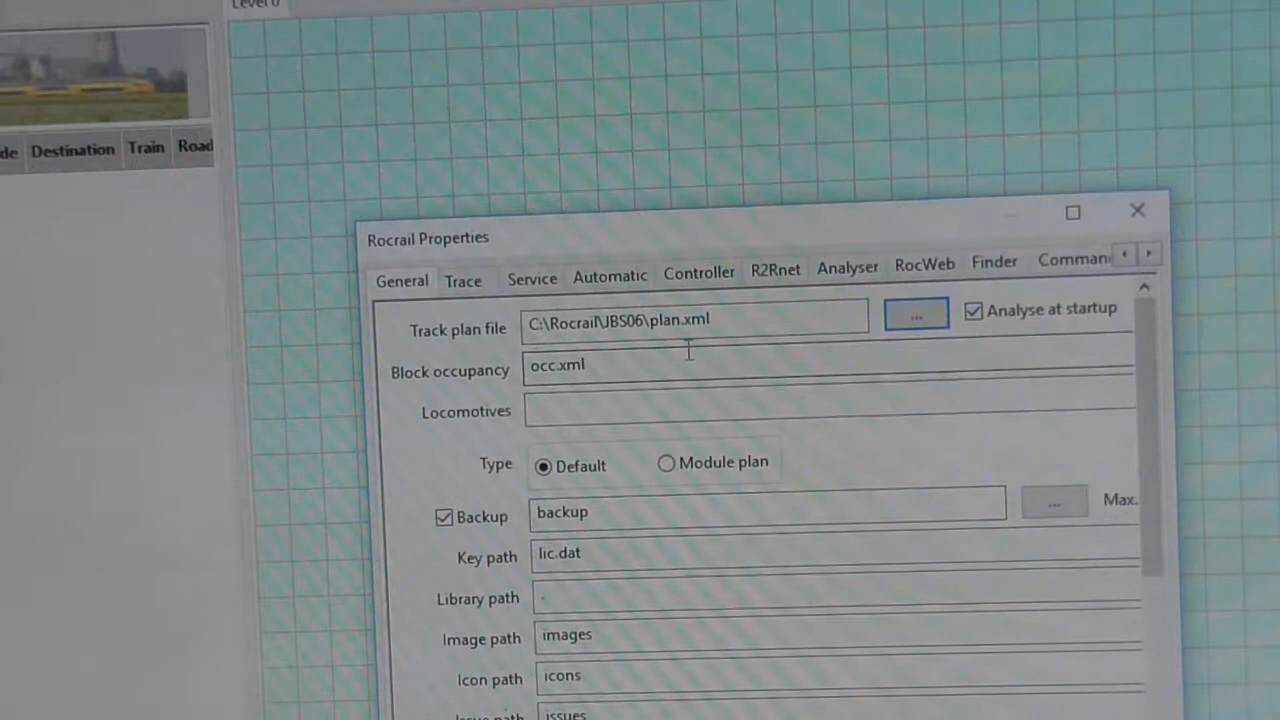 Level 0
de Destination Train Road
Rocrail Properties
General Trace Service Automatic Controller R2Rnet Analyser RocWeb Finder Comman
Track plan file C:\Rocrail\JBS06\plan.xml ... Analyse at startup
Block occupancy occ.xml
Locomotives
Type Default Module plan
Backup backup ... Max.
Key path lic.dat
Library path .
Image path images
Icon path icons
Issue path issues